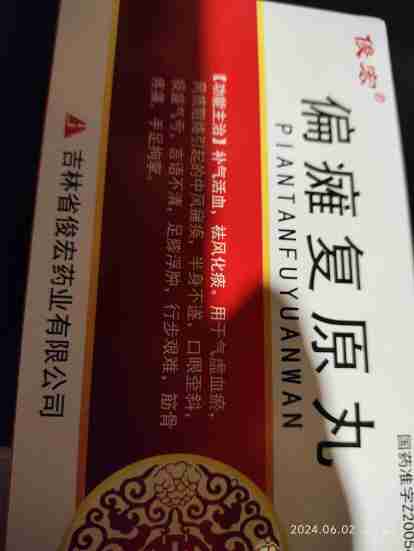 俊宏®
偏瘫复原丸
PIANTANFUYUANWAN
国药准字Z2005
【功能主治】补气活血，祛风化痰。用于气虚血瘀，
风痰阻络引起的中风瘫痪，半身不遂，口眼歪斜，
痰盛气亏，言语不清，足膝浮肿，行步艰难，筋骨
疼痛，手足拘挛。
吉林省俊宏药业有限公司
2024.06.02